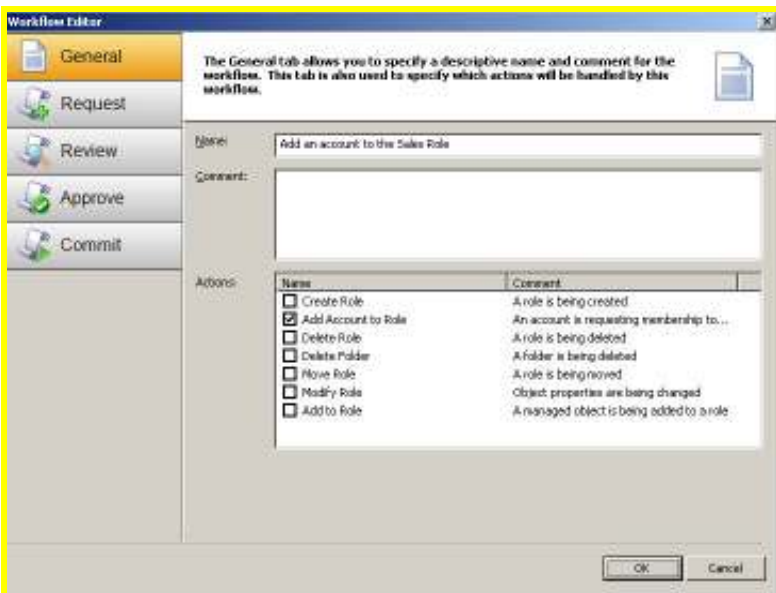 Workflow Editor
General
Request
Review
Approve
Commit
The General tab allows you to specify a descriptive name and comment for the
workflow. This tab is also used to specify which actions will be handled by this
workflow.
Name: Add an account to the Sales Role
Comment:
Actions:
Name Comment
Create Role A role is being created
Add Account to Role An account is requesting membership to...
Delete Role A role is being deleted
Delete Folder A folder is being deleted
Move Role A role is being moved
Modify Role Object properties are being changed
Add to Role A managed object is being added to a role
OK Cancel